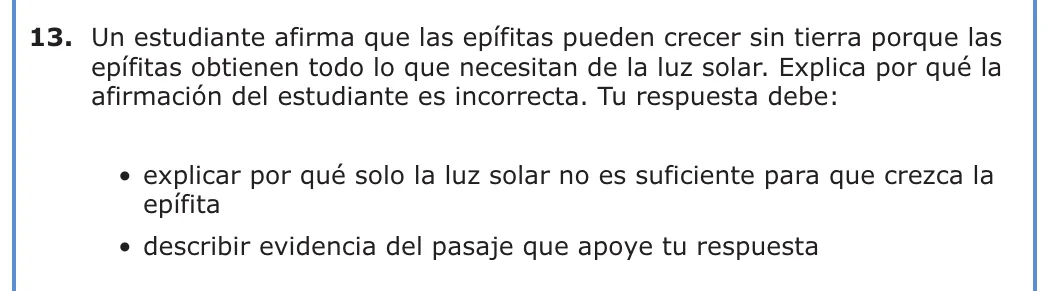 13. Un estudiante afirma que las epífitas pueden crecer sin tierra porque las
epífitas obtienen todo lo que necesitan de la luz solar. Explica por qué la
afirmación del estudiante es incorrecta. Tu respuesta debe:
• explicar por qué solo la luz solar no es suficiente para que crezca la
epífita
• describir evidencia del pasaje que apoye tu respuesta